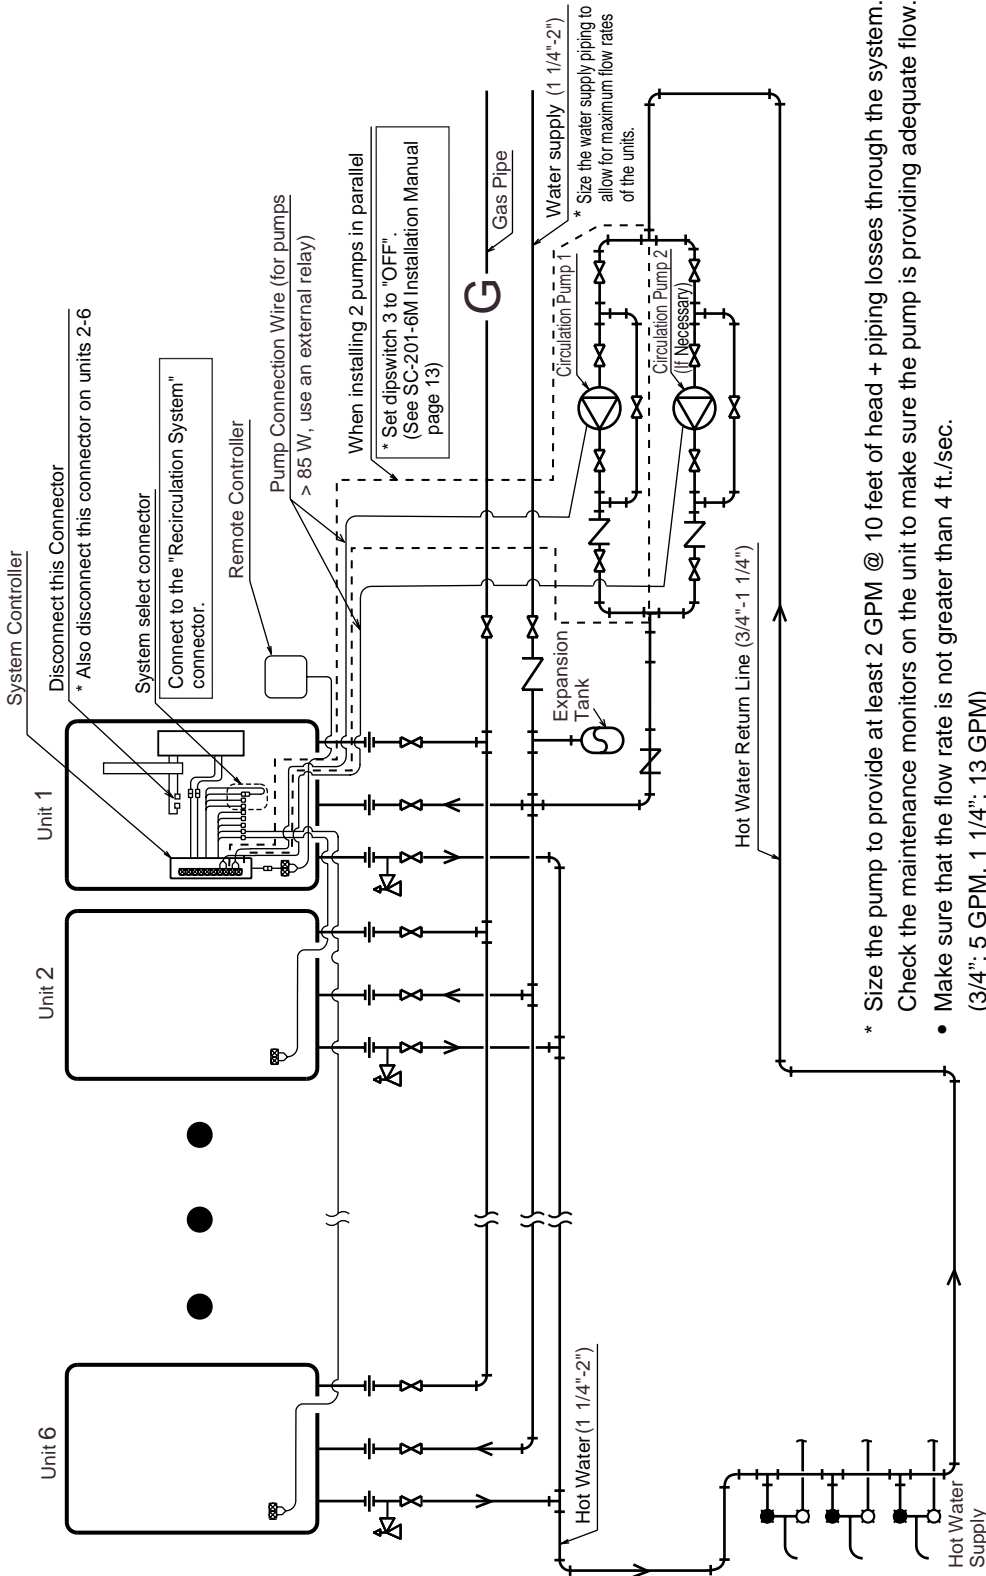 System Controller
Disconnect this Connector
* Also disconnect this connector on units 2-6
System select connector
Connect to the "Recirculation System"
connector.
Remote Controller
Pump Connection Wire (for pumps
> 85 W, use an external relay)
When installing 2 pumps in parallel
* Set dipswitch 3 to "OFF".
(See SC-201-6M Installation Manual
page 13)
G
Gas Pipe
Water supply (1 1/4"-2")
* Size the water supply piping to
allow for maximum flow rates
of the units.
Unit 1
Unit 2
Unit 6
Expansion
Tank
Circulation Pump 1
Circulation Pump 2
(If Necessary)
Hot Water Return Line (3/4"-1 1/4")
Hot Water (1 1/4"-2")
Hot Water
Supply
* Size the pump to provide at least 2 GPM @ 10 feet of head + piping losses through the system.
Check the maintenance monitors on the unit to make sure the pump is providing adequate flow.
• Make sure that the flow rate is not greater than 4 ft./sec.
(3/4": 5 GPM, 1 1/4": 13 GPM)